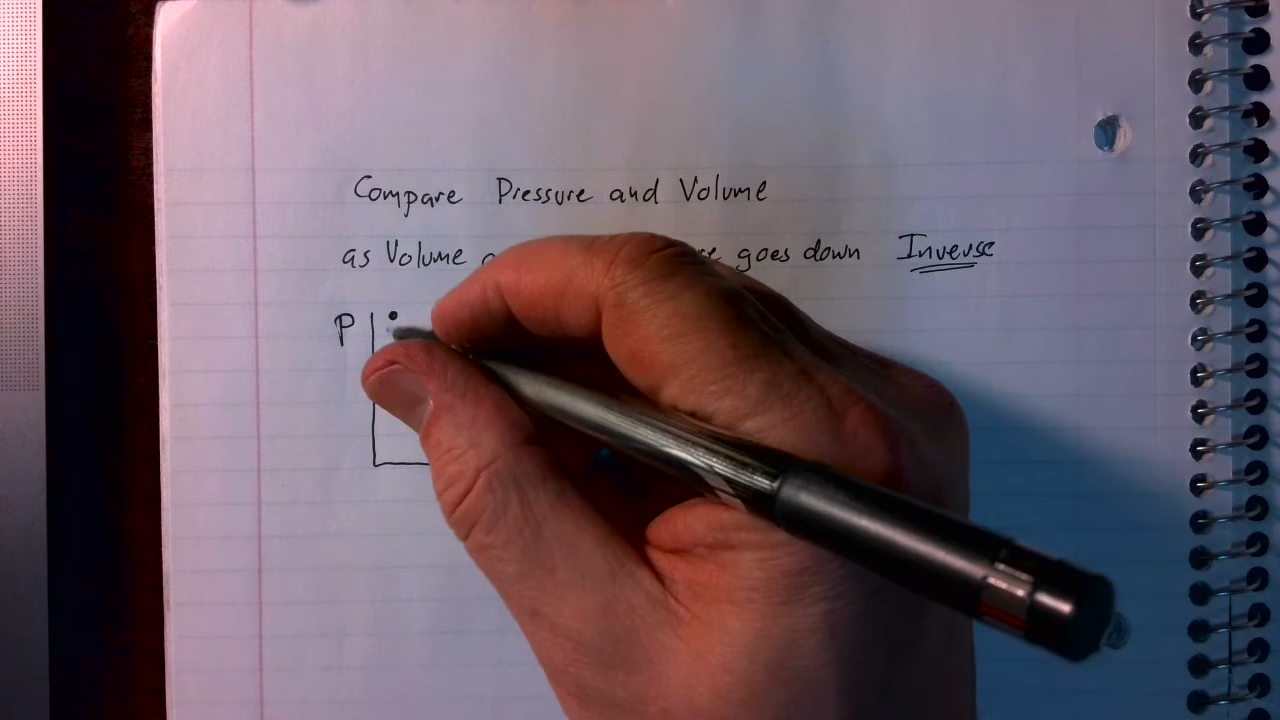 Compare Pressure and Volume
as Volume goes down Inverse
P